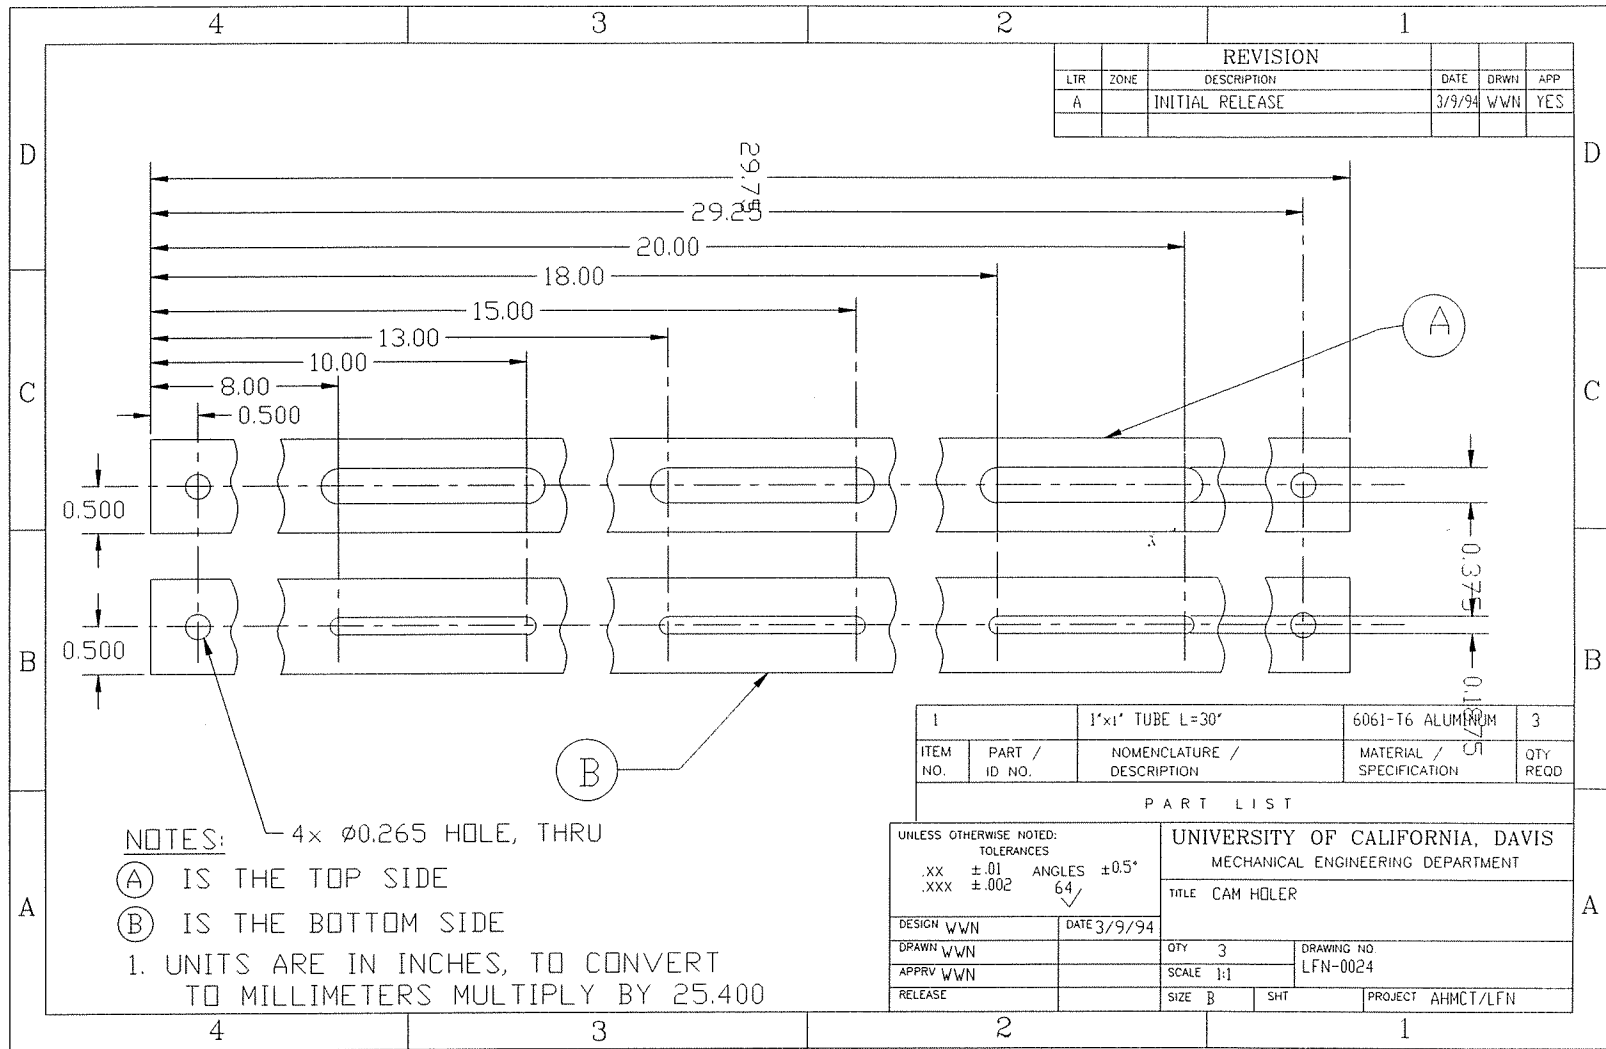 4 3 2 1
REVISION
LTR ZONE DESCRIPTION DATE DRWN APP
A INITIAL RELEASE 3/9/94 WWN YES
D D
29.75
29.25
20.00
18.00
15.00
A
13.00
10.00
C 8.00 C
0.500
0.500
0.375
B 0.500 B
0.1875
1 1"x1" TUBE L=30" 6061-T6 ALUMINUM 3
ITEM NO. PART / ID NO. NOMENCLATURE / DESCRIPTION MATERIAL / SPECIFICATION QTY REQD
B
PART LIST
4x ø0.265 HOLE, THRU
NOTES:
A IS THE TOP SIDE
B IS THE BOTTOM SIDE
1. UNITS ARE IN INCHES, TO CONVERT
TO MILLIMETERS MULTIPLY BY 25.400
A A
UNLESS OTHERWISE NOTED:
TOLERANCES
.XX ±.01 ANGLES ±0.5°
.XXX ±.002 64
UNIVERSITY OF CALIFORNIA, DAVIS
MECHANICAL ENGINEERING DEPARTMENT
TITLE CAM HOLER
DESIGN WWN DATE 3/9/94
DRAWN WWN QTY 3 DRAWING NO.
APPRV WWN SCALE 1:1 LFN-0024
RELEASE SIZE B SHT PROJECT AHMCT/LFN
4 3 2 1